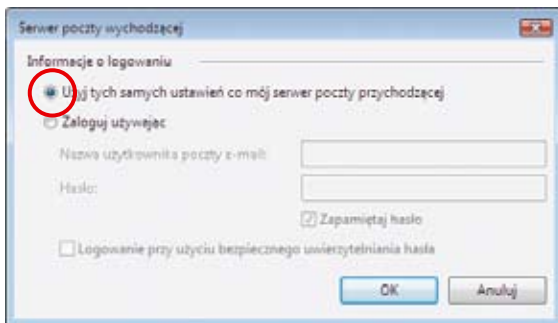 Serwer poczty wychodzącej
Informacje o logowaniu
Użyj tych samych ustawień co mój serwer poczty przychodzącej
Zaloguj używając
Nazwa użytkownika poczty e-mail:
Hasło:
Zapamiętaj hasło
Logowanie przy użyciu bezpiecznego uwierzytelniania hasła
OK Anuluj